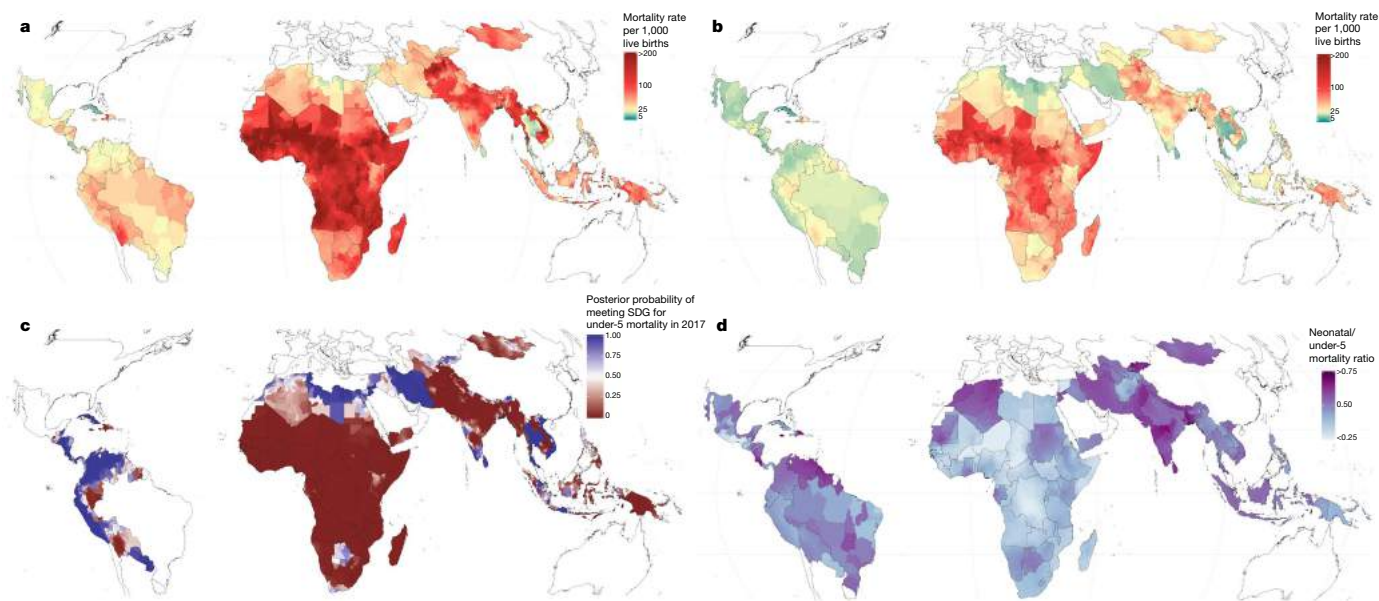 a
Mortality rate
per 1,000
live births
>200
100
25
5
b
Mortality rate
per 1,000
live births
>200
100
25
5
c
Posterior probability of
meeting SDG for
under-5 mortality in 2017
1.00
0.75
0.50
0.25
0
d
Neonatal/
under-5
mortality ratio
>0.75
0.50
<0.25